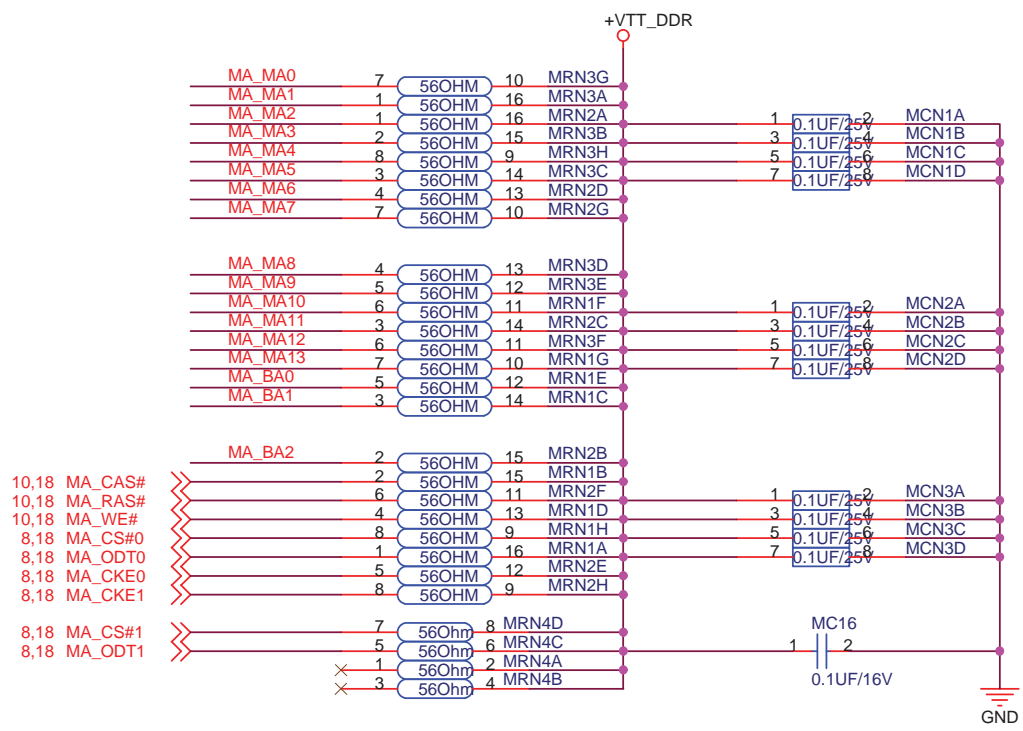 +VTT_DDR
MA_MA0 7 56OHM 10 MRN3G
MA_MA1 1 56OHM 16 MRN3A
MA_MA2 1 56OHM 16 MRN2A 1 0.1UF/25V 2 MCN1A
MA_MA3 2 56OHM 15 MRN3B 3 0.1UF/25V 4 MCN1B
MA_MA4 8 56OHM 9 MRN3H 5 0.1UF/25V 6 MCN1C
MA_MA5 3 56OHM 14 MRN3C 7 0.1UF/25V 8 MCN1D
MA_MA6 4 56OHM 13 MRN2D
MA_MA7 7 56OHM 10 MRN2G
MA_MA8 4 56OHM 13 MRN3D
MA_MA9 5 56OHM 12 MRN3E
MA_MA10 6 56OHM 11 MRN1F 1 0.1UF/25V 2 MCN2A
MA_MA11 3 56OHM 14 MRN2C 3 0.1UF/25V 4 MCN2B
MA_MA12 6 56OHM 11 MRN3F 5 0.1UF/25V 6 MCN2C
MA_MA13 7 56OHM 10 MRN1G 7 0.1UF/25V 8 MCN2D
MA_BA0 5 56OHM 12 MRN1E
MA_BA1 3 56OHM 14 MRN1C
MA_BA2 2 56OHM 15 MRN2B
10,18 MA_CAS# 2 56OHM 15 MRN1B
10,18 MA_RAS# 6 56OHM 11 MRN2F 1 0.1UF/25V 2 MCN3A
10,18 MA_WE# 4 56OHM 13 MRN1D 3 0.1UF/25V 4 MCN3B
8,18 MA_CS#0 8 56OHM 9 MRN1H 5 0.1UF/25V 6 MCN3C
8,18 MA_ODT0 1 56OHM 16 MRN1A 7 0.1UF/25V 8 MCN3D
8,18 MA_CKE0 5 56OHM 12 MRN2E
8,18 MA_CKE1 8 56OHM 9 MRN2H
8,18 MA_CS#1 7 56Ohm 8 MRN4D
MC16
8,18 MA_ODT1 5 56Ohm 6 MRN4C 1 2
1 56Ohm 2 MRN4A
0.1UF/16V
3 56Ohm 4 MRN4B
GND